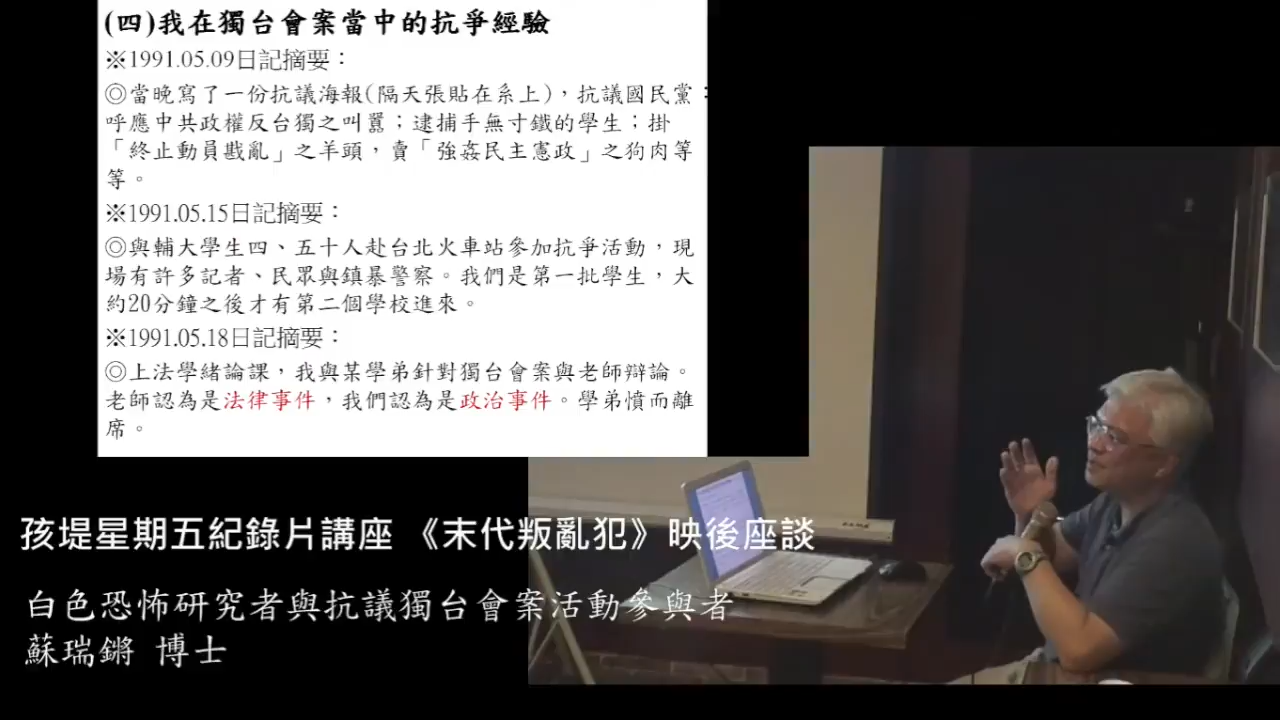 (四)我在獨台會案當中的抗爭經驗
※1991.05.09日記摘要：
◎當晚寫了一份抗議海報(隔天張貼在系上)，抗議國民黨：
呼應中共政權反台獨之叫囂；逮捕手無寸鐵的學生；掛
「終止動員戡亂」之羊頭，賣「強姦民主憲政」之狗肉等
等。
※1991.05.15日記摘要：
◎與輔大學生四、五十人赴台北火車站參加抗爭活動，現
場有許多記者、民眾與鎮暴警察。我們是第一批學生，大
約20分鐘之後才有第二個學校進來。
※1991.05.18日記摘要：
◎上法學緒論課，我與某學弟針對獨台會案與老師辯論。
老師認為是法律事件，我們認為是政治事件。學弟憤而離
席。
孩堤星期五紀錄片講座 《末代叛亂犯》映後座談
白色恐怖研究者與抗議獨台會案活動參與者
蘇瑞鏘 博士